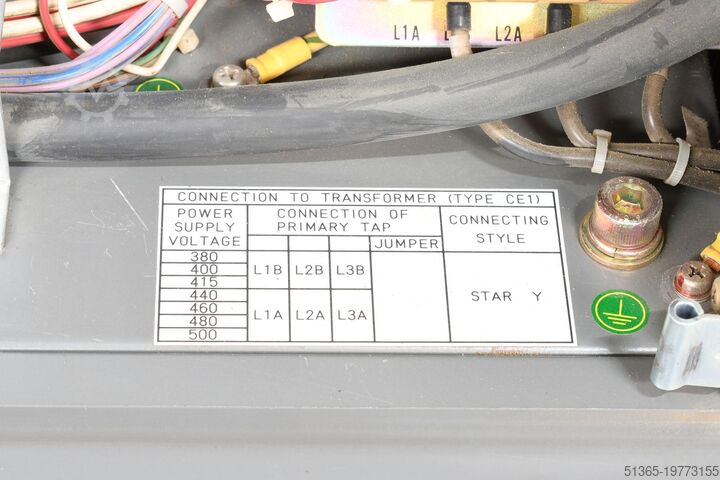 L1A L2A
CONNECTION TO TRANSFORMER (TYPE CE1)
POWER SUPPLY VOLTAGE
CONNECTION OF PRIMARY TAP
CONNECTING STYLE
JUMPER
380
400
415
L1B L2B L3B
440
460
480
500
L1A L2A L3A
STAR Y
51365-19773155